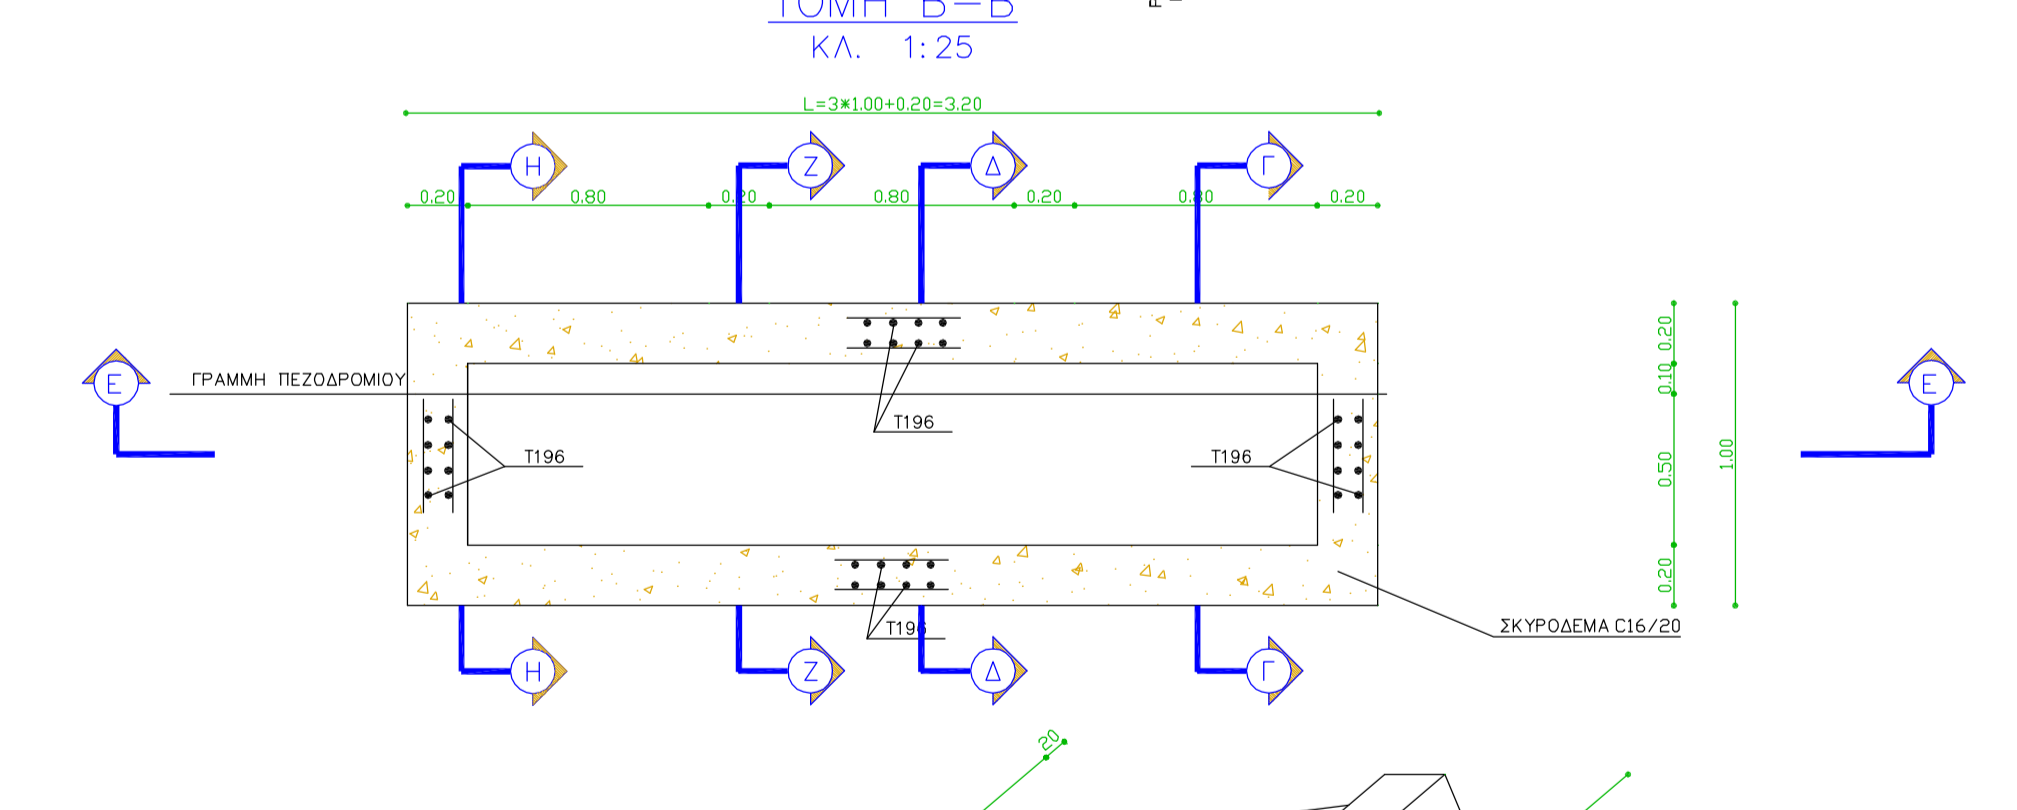 ΤΟΜΗ Β-Β
ΚΛ. 1:25
L=3*1.00+0.20=3.20
Η Ζ Δ Γ
0.20 0.80 0.20 0.80 0.20 0.80 0.20
Ε ΓΡΑΜΜΗ ΠΕΖΟΔΡΟΜΙΟΥ Ε
0.20
0.10
0.50
0.20
1.00
T196
T196 T196
T196
ΣΚΥΡΟΔΕΜΑ C16/20
Η Ζ Δ Γ
20